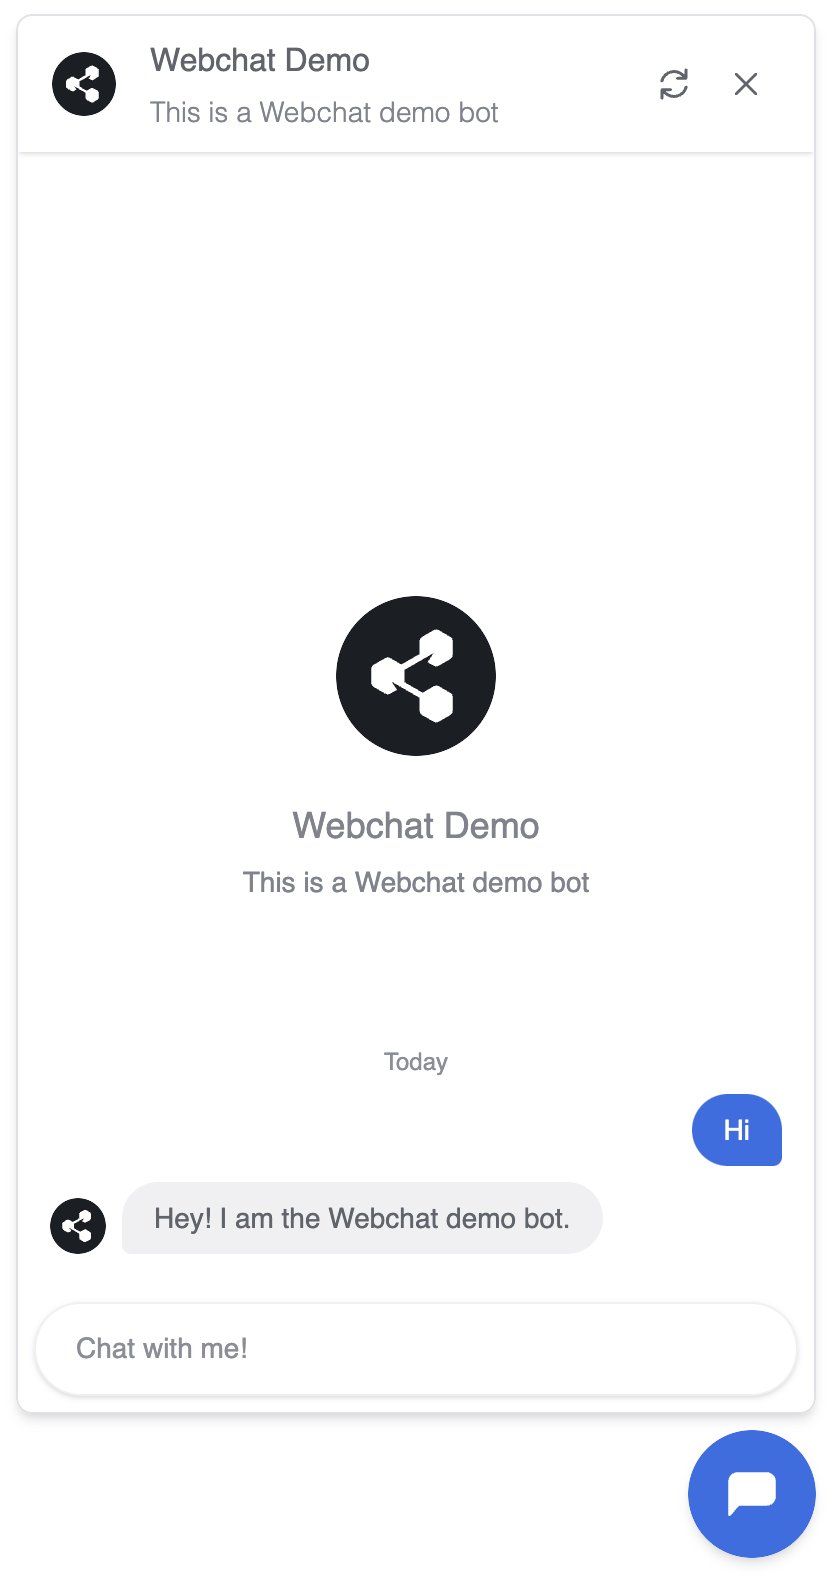 Webchat Demo
This is a Webchat demo bot
Webchat Demo
This is a Webchat demo bot
Today
Hi
Hey! I am the Webchat demo bot.
Chat with me!